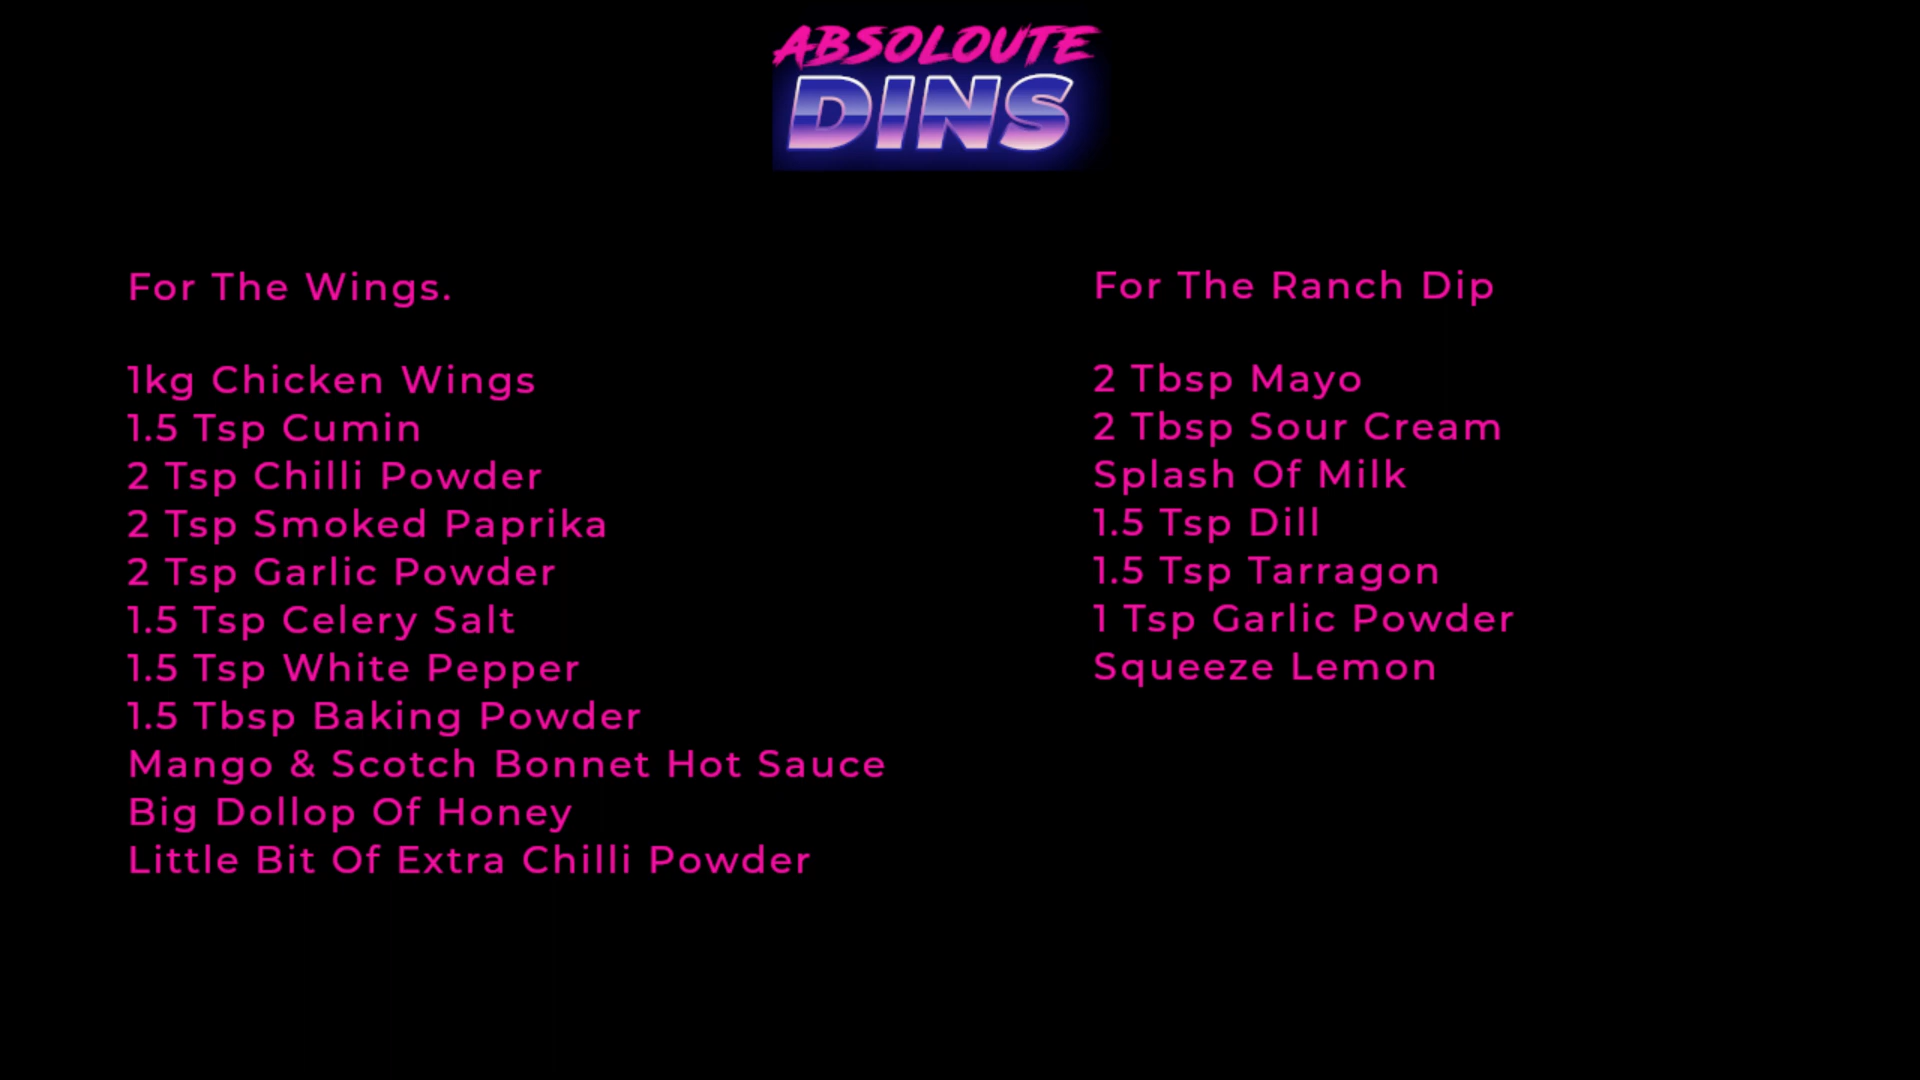 ABSOLOUTE
DINS
For The Wings.
1kg Chicken Wings
1.5 Tsp Cumin
2 Tsp Chilli Powder
2 Tsp Smoked Paprika
2 Tsp Garlic Powder
1.5 Tsp Celery Salt
1.5 Tsp White Pepper
1.5 Tbsp Baking Powder
Mango & Scotch Bonnet Hot Sauce
Big Dollop Of Honey
Little Bit Of Extra Chilli Powder
For The Ranch Dip
2 Tbsp Mayo
2 Tbsp Sour Cream
Splash Of Milk
1.5 Tsp Dill
1.5 Tsp Tarragon
1 Tsp Garlic Powder
Squeeze Lemon